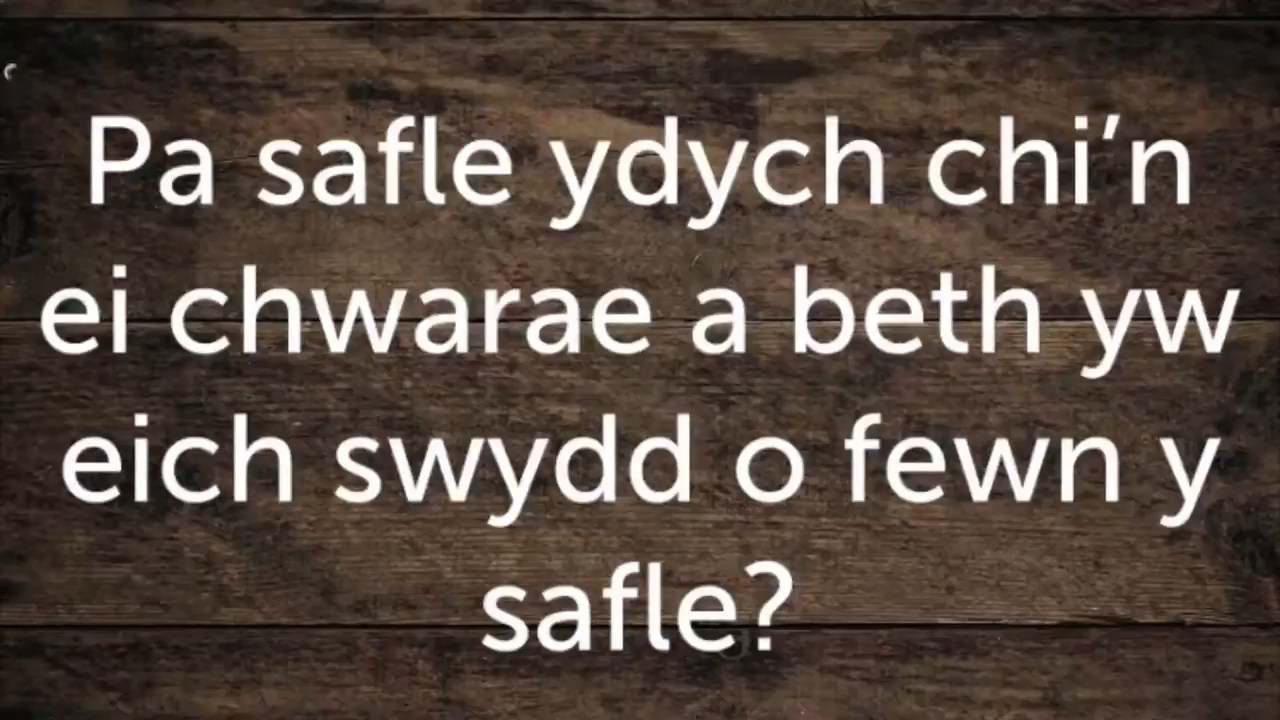 Pa safle ydych chi’n
ei chwarae a beth yw
eich swydd o fewn y
safle?